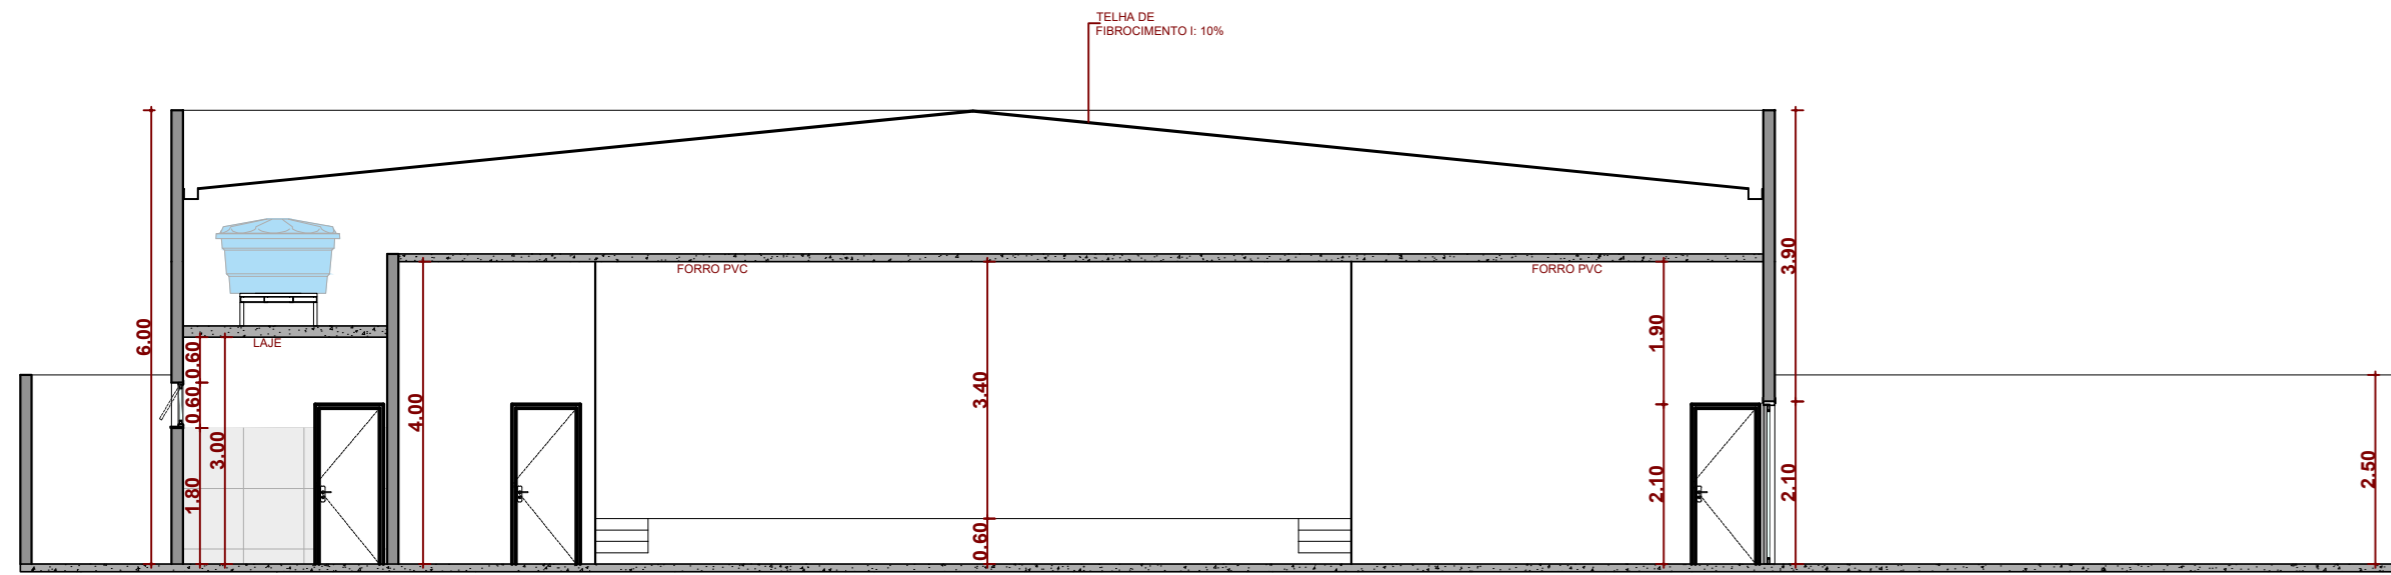 TELHA DE
FIBROCIMENTO I: 10%
FORRO PVC
FORRO PVC
3.90
6.00
1.90
LAJE
0.60
3.40
4.00
0.60
3.00
2.50
1.80
2.10
2.10
0.60